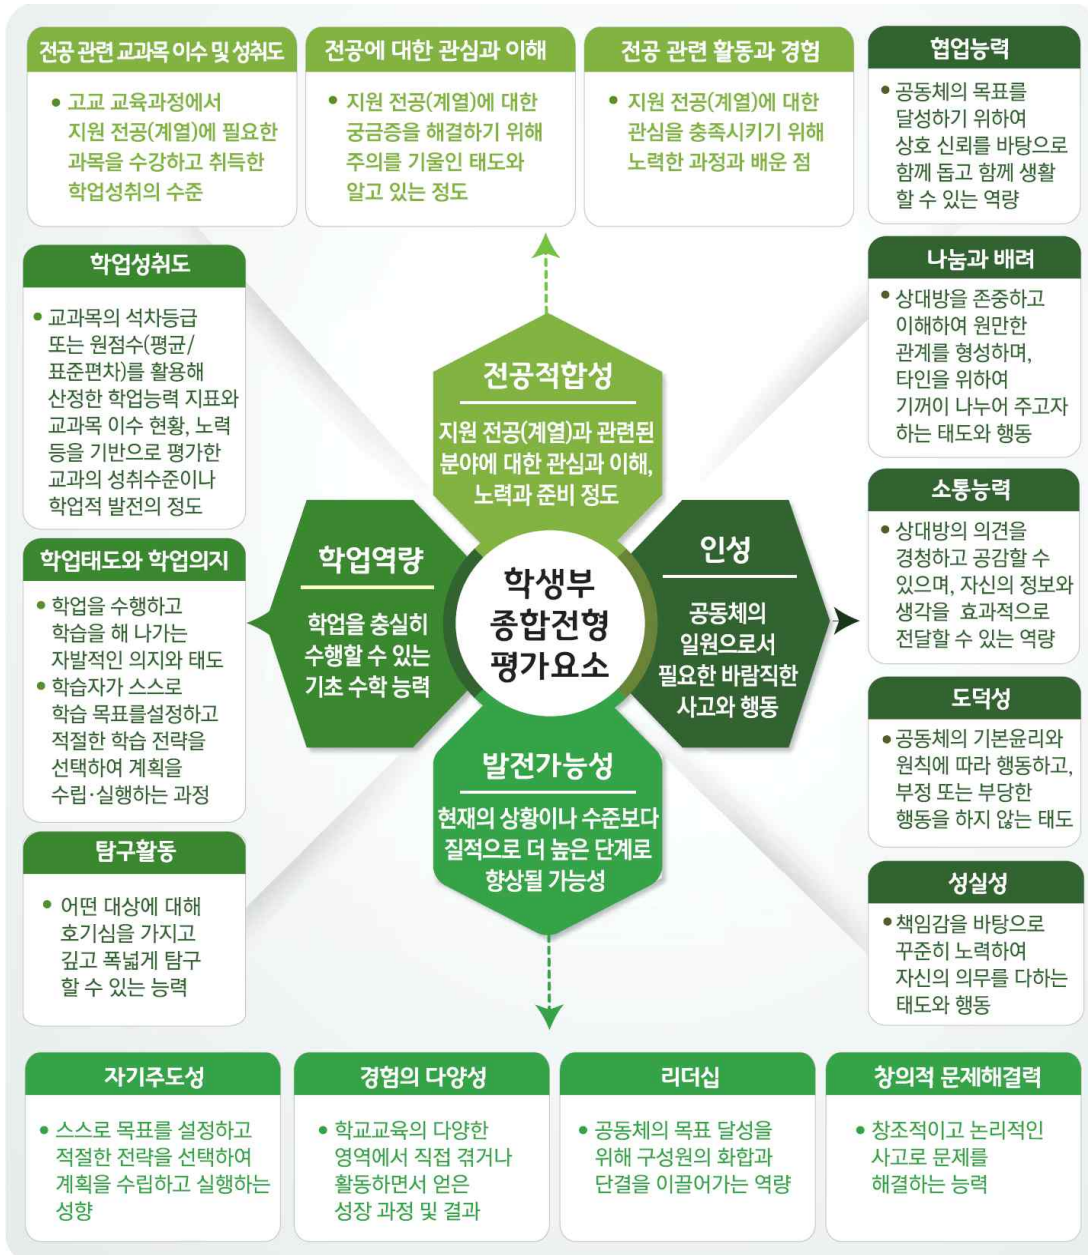 전공 관련 교과목 이수 및 성취도
• 고교 교육과정에서
지원 전공(계열)에 필요한
과목을 수강하고 취득한
학업성취의 수준
전공에 대한 관심과 이해
• 지원 전공(계열)에 대한
궁금증을 해결하기 위해
주의를 기울인 태도와
알고 있는 정도
전공 관련 활동과 경험
• 지원 전공(계열)에 대한
관심을 충족시키기 위해
노력한 과정과 배운 점
협업능력
• 공동체의 목표를
달성하기 위하여
상호 신뢰를 바탕으로
함께 돕고 함께 생활
할 수 있는 역량
학업성취도
• 교과목의 석차등급
또는 원점수(평균/
표준편차)를 활용해
산정한 학업능력 지표와
교과목 이수 현황, 노력
등을 기반으로 평가한
교과의 성취수준이나
학업적 발전의 정도
전공적합성
지원 전공(계열)과 관련된
분야에 대한 관심과 이해,
노력과 준비 정도
나눔과 배려
• 상대방을 존중하고
이해하여 원만한
관계를 형성하며,
타인을 위하여
기꺼이 나누어 주고자
하는 태도와 행동
학업태도와 학업의지
• 학업을 수행하고
학습을 해 나가는
자발적인 의지와 태도
• 학습자가 스스로
학습 목표를설정하고
적절한 학습 전략을
선택하여 계획을
수립·실행하는 과정
학업역량
학업을 충실히
수행할 수 있는
기초 수학 능력
학생부
종합전형
평가요소
인성
공동체의
일원으로서
필요한 바람직한
사고와 행동
소통능력
• 상대방의 의견을
경청하고 공감할 수
있으며, 자신의 정보와
생각을 효과적으로
전달할 수 있는 역량
도덕성
• 공동체의 기본윤리와
원칙에 따라 행동하고,
부정 또는 부당한
행동을 하지 않는 태도
발전가능성
현재의 상황이나 수준보다
질적으로 더 높은 단계로
향상될 가능성
탐구활동
• 어떤 대상에 대해
호기심을 가지고
깊고 폭넓게 탐구
할 수 있는 능력
성실성
• 책임감을 바탕으로
꾸준히 노력하여
자신의 의무를 다하는
태도와 행동
자기주도성
• 스스로 목표를 설정하고
적절한 전략을 선택하여
계획을 수립하고 실행하는
성향
경험의 다양성
• 학교교육의 다양한
영역에서 직접 겪거나
활동하면서 얻은
성장 과정 및 결과
리더십
• 공동체의 목표 달성을
위해 구성원의 화합과
단결을 이끌어가는 역량
창의적 문제해결력
• 창조적이고 논리적인
사고로 문제를
해결하는 능력